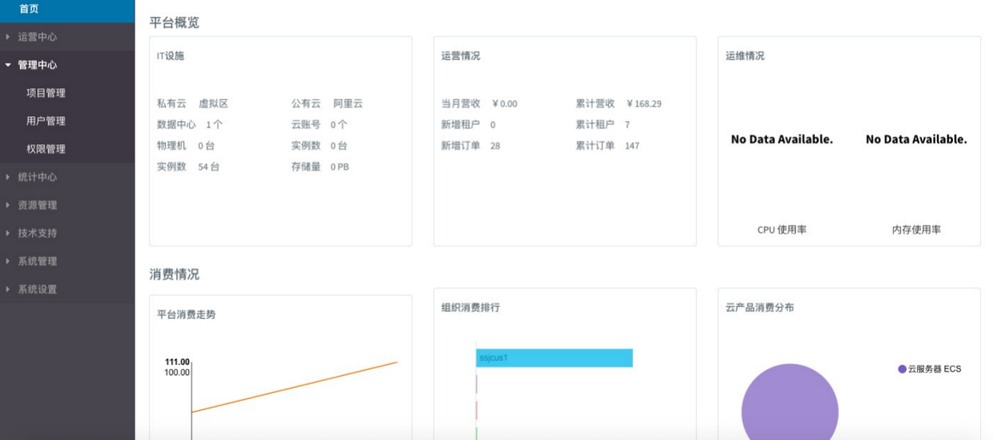 首页
运营中心
管理中心
项目管理
用户管理
权限管理
统计中心
资源管理
技术支持
系统管理
系统设置
平台概览
IT设施
私有云 虚拟区 公有云 阿里云
数据中心 1个 云账号 0个
物理机 0台 实例数 0台
实例数 54台 存储量 0 PB
运营情况
当月营收 ¥0.00 累计营收 ¥168.29
新增租户 0 累计租户 7
新增订单 28 累计订单 147
运维情况
No Data Available. No Data Available.
CPU 使用率 内存使用率
消费情况
平台消费走势
111.00
100.00
组织消费排行
ssjcus1
云产品消费分布
云服务器 ECS